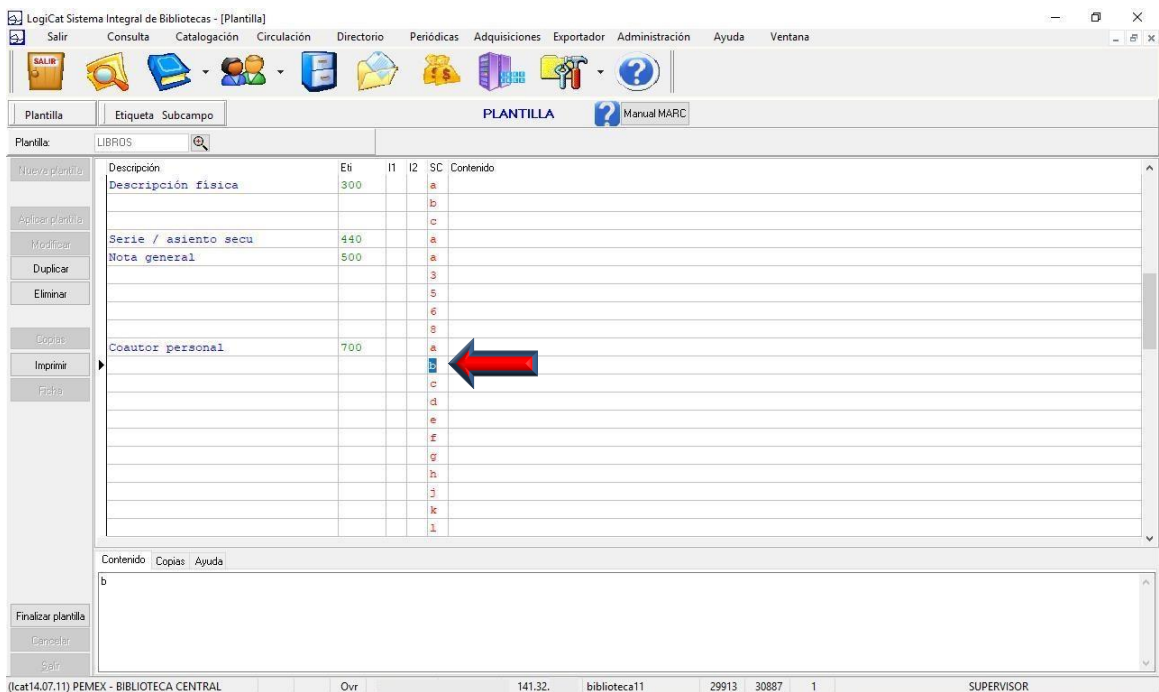 LogiCat Sistema Integral de Bibliotecas - [Plantilla]
Salir Consulta Catalogación Circulación Directorio Periódicas Adquisiciones Exportador Administración Ayuda Ventana
SALIR
Plantilla Etiqueta Subcampo PLANTILLA Manual MARC
Plantilla: LIBROS
Nueva plantilla
Aplicar plantilla
Modificar
Duplicar
Eliminar
Copias
Imprimir
Ficha
Descripción Eti I1 I2 SC Contenido
Descripción física 300 a
b
c
Serie / asiento secu 440 a
Nota general 500 a
3
5
6
8
Coautor personal 700 a
b
c
d
e
f
g
h
j
k
l
Contenido Copias Ayuda
b
Finalizar plantilla
Cancelar
Salir
(lcat14.07.11) PEMEX - BIBLIOTECA CENTRAL Ovr 141.32. biblioteca11 29913 30887 1 SUPERVISOR